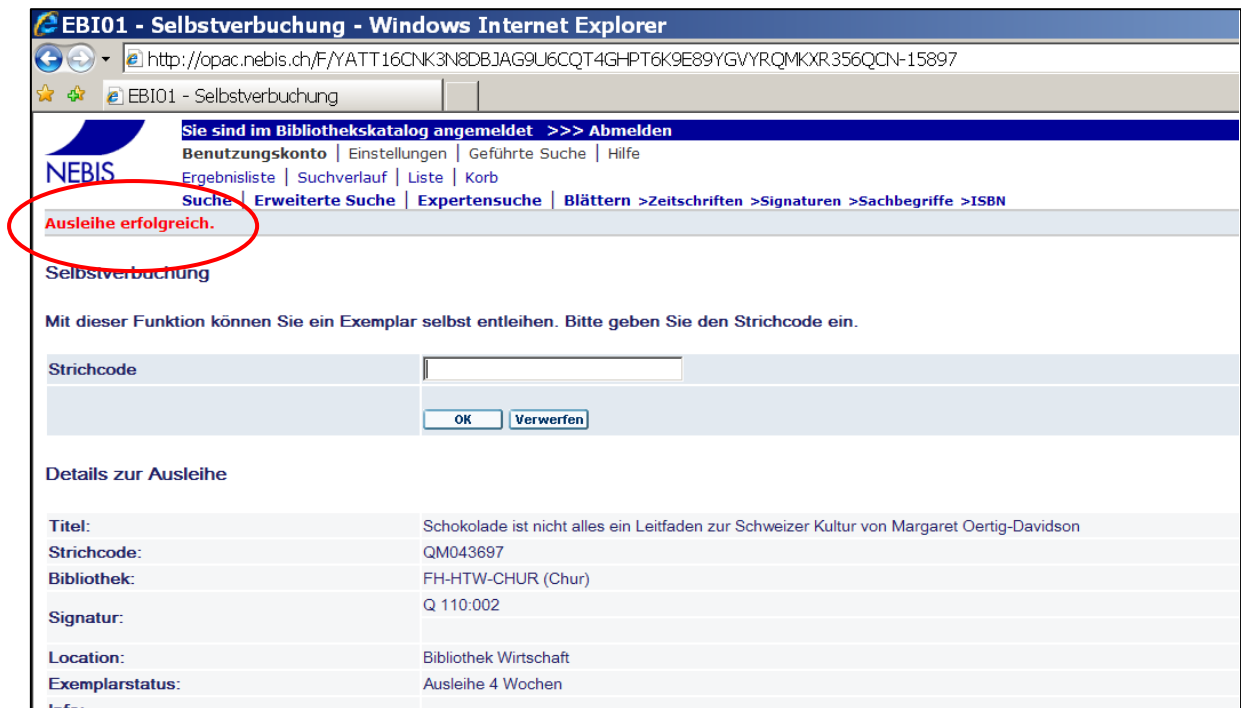 EBI01 - Selbstverbuchung - Windows Internet Explorer
http://opac.nebis.ch/F/YATT16CNK3N8DBJAG9U6CQT4GHPT6K9E89YGVYRQMKXR356QCN-15897
EBI01 - Selbstverbuchung
Sie sind im Bibliothekskatalog angemeldet >>> Abmelden
Benutzungskonto | Einstellungen | Geführte Suche | Hilfe
NEBIS
Ergebnisliste | Suchverlauf | Liste | Korb
Suche | Erweiterte Suche | Expertensuche | Blättern >Zeitschriften >Signaturen >Sachbegriffe >ISBN
Ausleihe erfolgreich.
Selbstverbuchung
Mit dieser Funktion können Sie ein Exemplar selbst entleihen. Bitte geben Sie den Strichcode ein.
Strichcode
OK Verwerfen
Details zur Ausleihe
Titel: Schokolade ist nicht alles ein Leitfaden zur Schweizer Kultur von Margaret Oertig-Davidson
Strichcode: QM043697
Bibliothek: FH-HTW-CHUR (Chur)
Signatur: Q 110:002
Location: Bibliothek Wirtschaft
Exemplarstatus: Ausleihe 4 Wochen